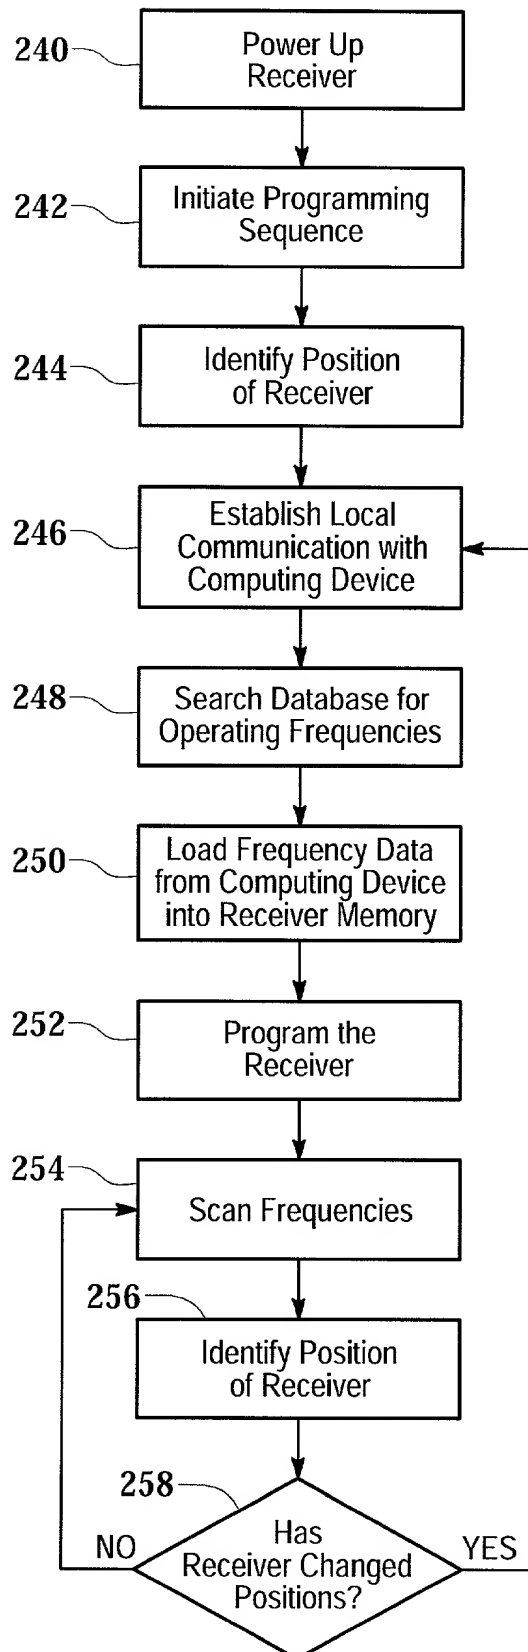 240
Power Up
Receiver
242
Initiate Programming
Sequence
244
Identify Position
of Receiver
246
Establish Local
Communication with
Computing Device
248
Search Database for
Operating Frequencies
250
Load Frequency Data
from Computing Device
into Receiver Memory
252
Program the
Receiver
254
Scan Frequencies
256
Identify Position
of Receiver
258
Has
Receiver Changed
Positions?
NO
YES